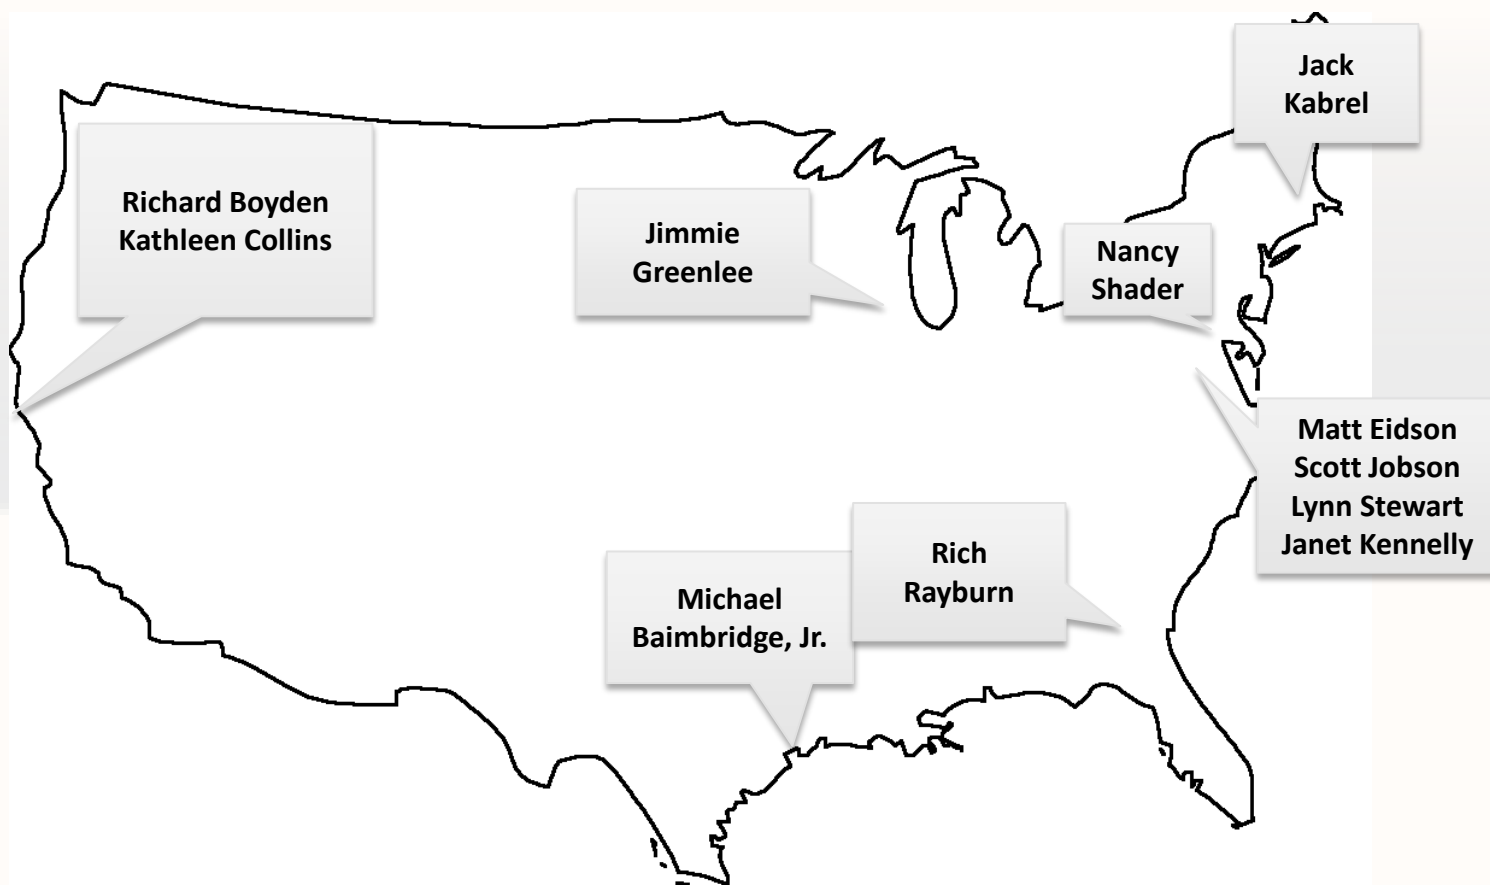 Jack
Kabrel
Richard Boyden
Kathleen Collins
Jimmie
Greenlee
Nancy
Shader
Matt Eidson
Scott Jobson
Lynn Stewart
Janet Kennelly
Rich
Rayburn
Michael
Baimbridge, Jr.